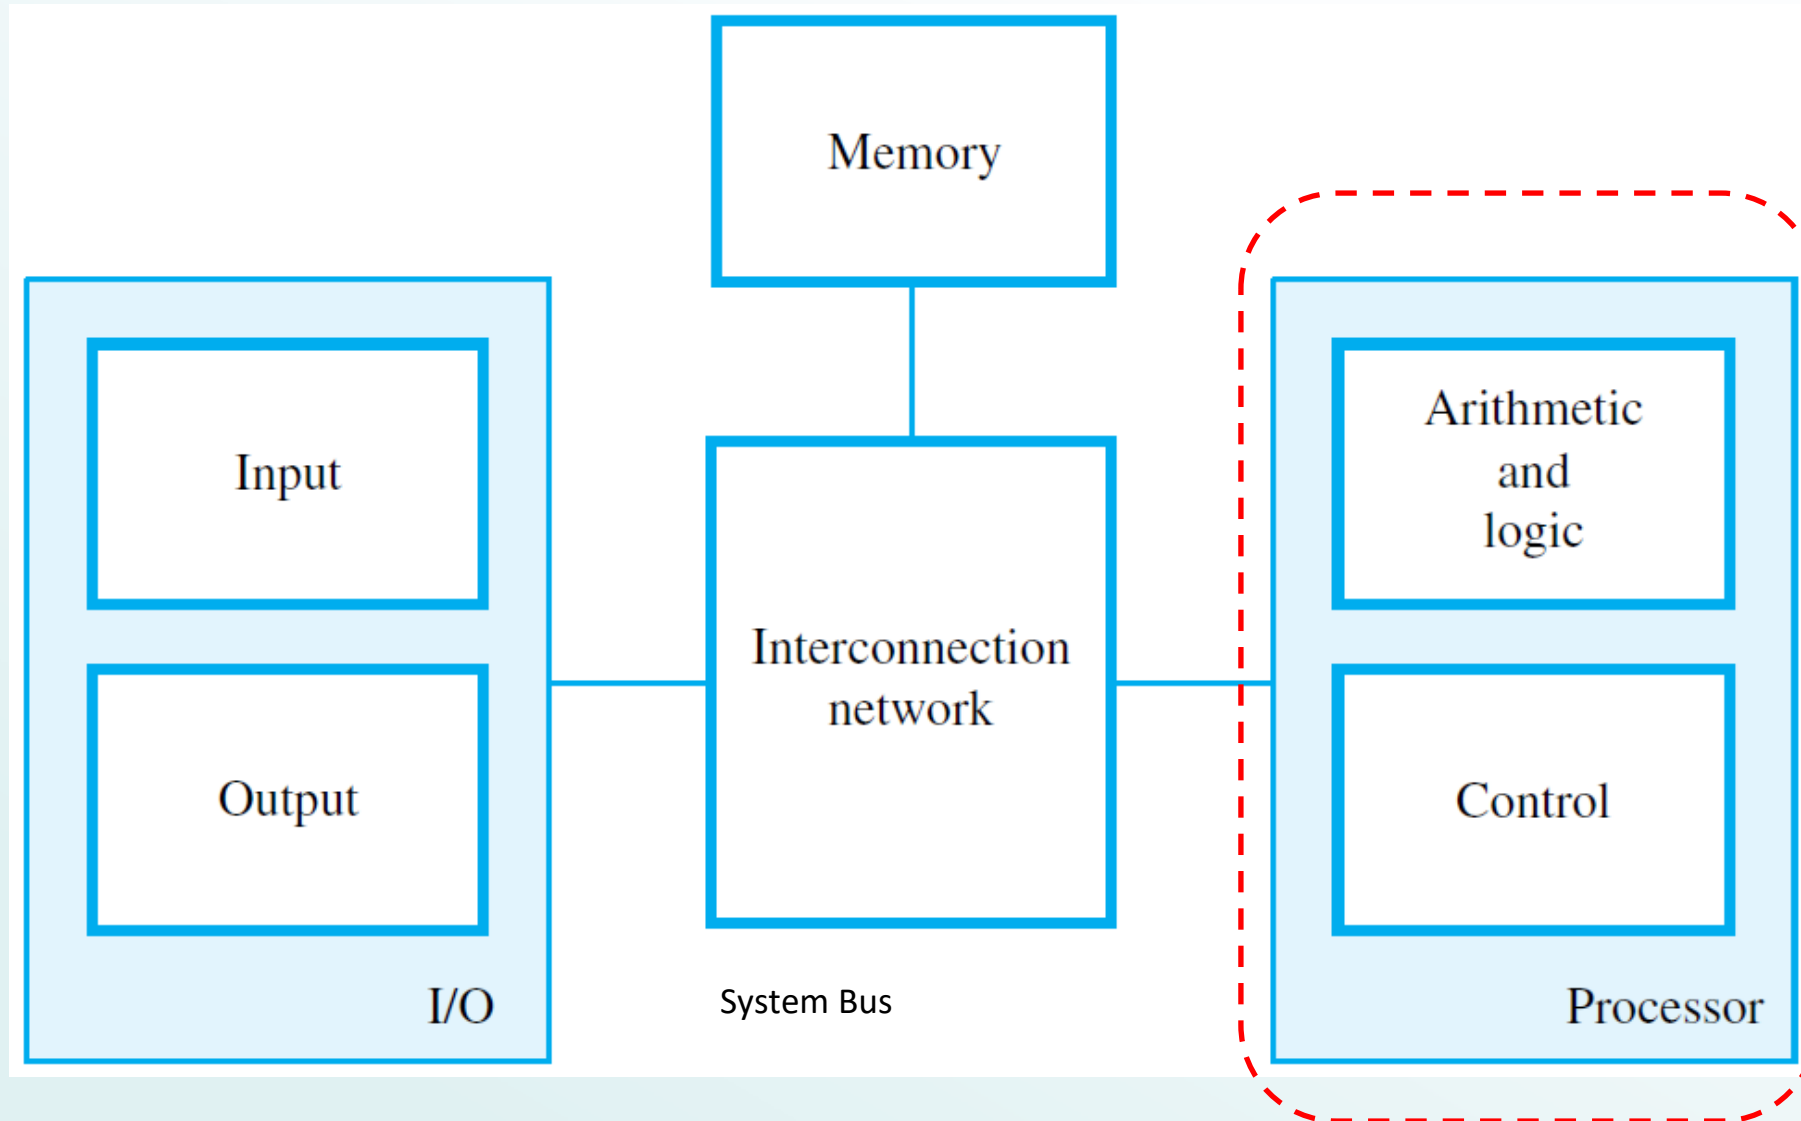 Memory
Input
Output
I/O
Interconnection
network
System Bus
Arithmetic
and
logic
Control
Processor